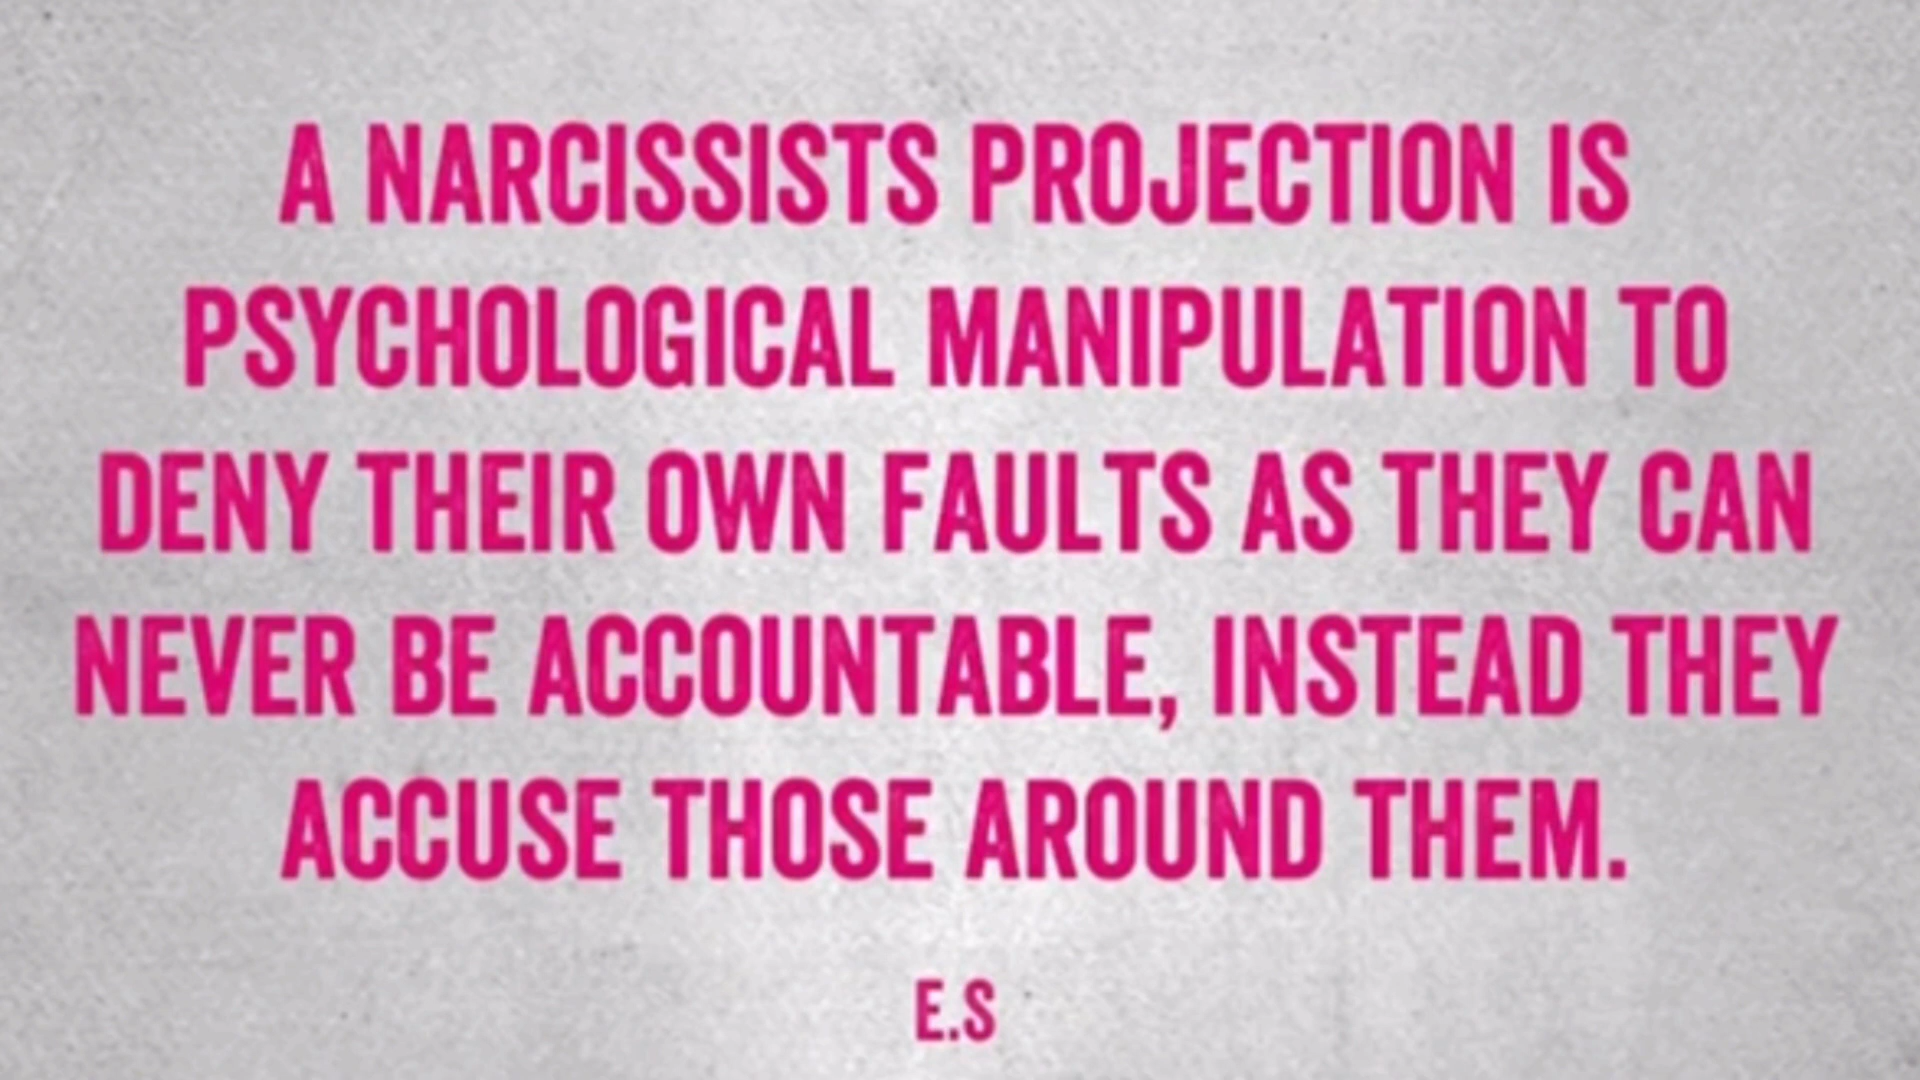 A NARCISSISTS PROJECTION IS
PSYCHOLOGICAL MANIPULATION TO
DENY THEIR OWN FAULTS AS THEY CAN
NEVER BE ACCOUNTABLE, INSTEAD THEY
ACCUSE THOSE AROUND THEM.
E.S